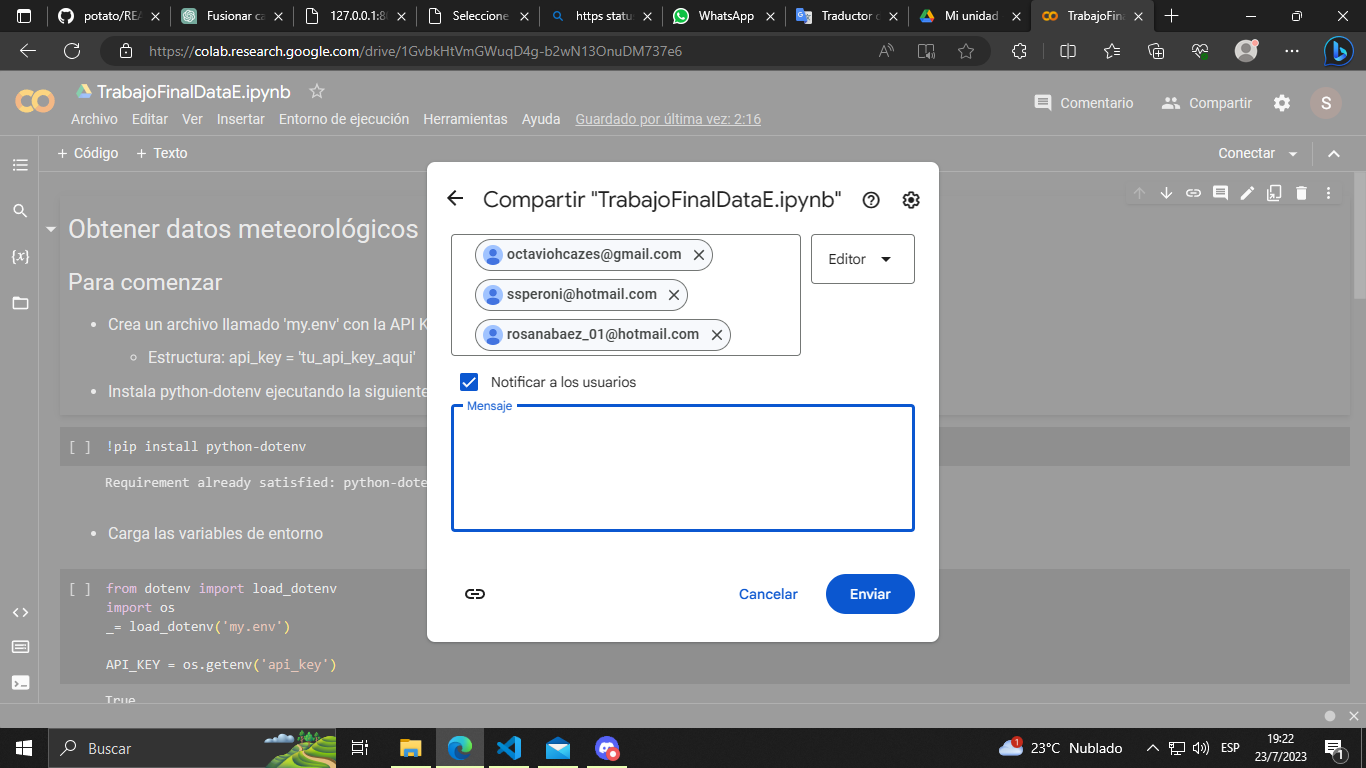 potato/REA
Fusionar ca
127.0.0.1:8
Seleccione
https status
WhatsApp
Traductor d
Mi unidad
TrabajoFina
https://colab.research.google.com/drive/1GvbkHtVmGWuqD4g-b2wN13OnuDM737e6
TrabajoFinalDataE.ipynb
Comentario
Compartir
S
Archivo Editar Ver Insertar Entorno de ejecución Herramientas Ayuda Guardado por última vez: 2:16
+ Código + Texto
Conectar
Obtener datos meteorológicos
Para comenzar
• Crea un archivo llamado 'my.env' con la API K
Estructura: api_key = 'tu_api_key_aqui'
• Instala python-dotenv ejecutando la siguiente
[ ] !pip install python-dotenv
Requirement already satisfied: python-dote
• Carga las variables de entorno
[ ] from dotenv import load_dotenv
import os
_= load_dotenv('my.env')
API_KEY = os.getenv('api_key')
True
Compartir "TrabajoFinalDataE.ipynb"
octaviohcazes@gmail.com
ssperoni@hotmail.com
rosanabaez_01@hotmail.com
Editor
Notificar a los usuarios
Mensaje
Cancelar
Enviar
Buscar
1
23°C Nublado
ESP
19:22
23/7/2023
1